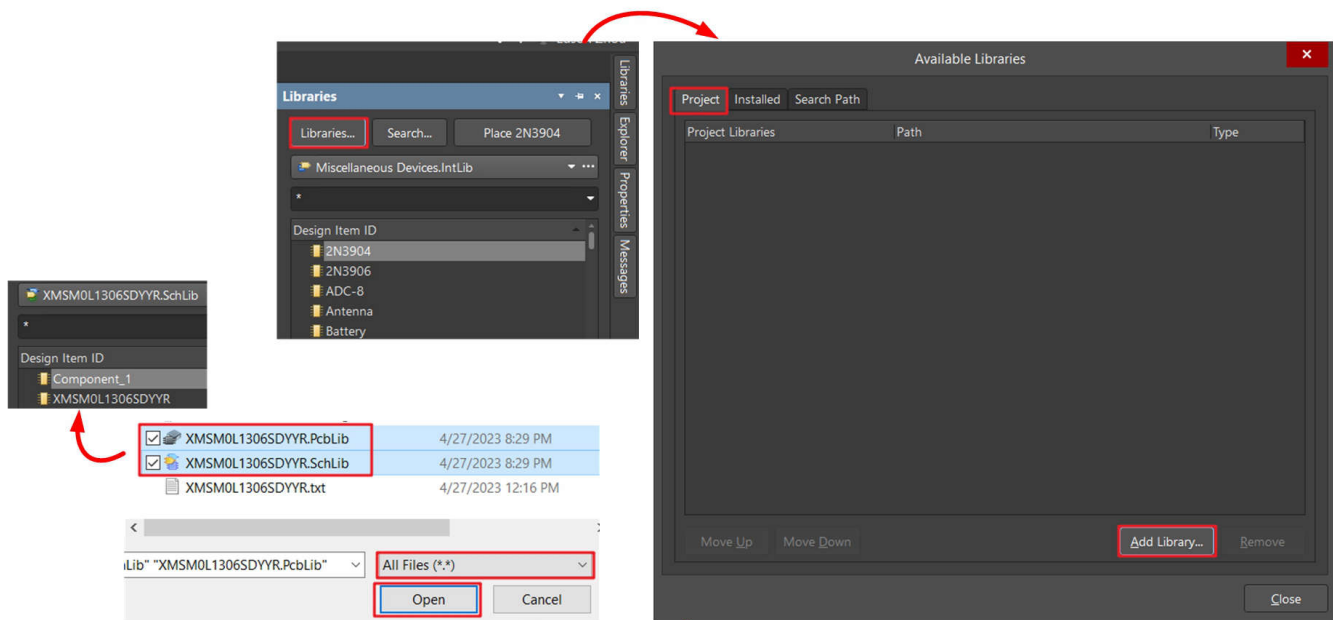 Libraries
Libraries... Search... Place 2N3904
Miscellaneous Devices.IntLib
*
Design Item ID
2N3904
2N3906
ADC-8
Antenna
Battery
Libraries
Explorer
Properties
Messages
Available Libraries
Project Installed Search Path
Project Libraries Path Type
Move Up Move Down Add Library... Remove
Close
XMSM0L1306SDYYR.SchLib
*
Design Item ID
Component_1
XMSM0L1306SDYYR
XMSM0L1306SDYYR.PcbLib 4/27/2023 8:29 PM
XMSM0L1306SDYYR.SchLib 4/27/2023 8:29 PM
XMSM0L1306SDYYR.txt 4/27/2023 12:16 PM
Lib" "XMSM0L1306SDYYR.PcbLib" All Files (*.*)
Open Cancel